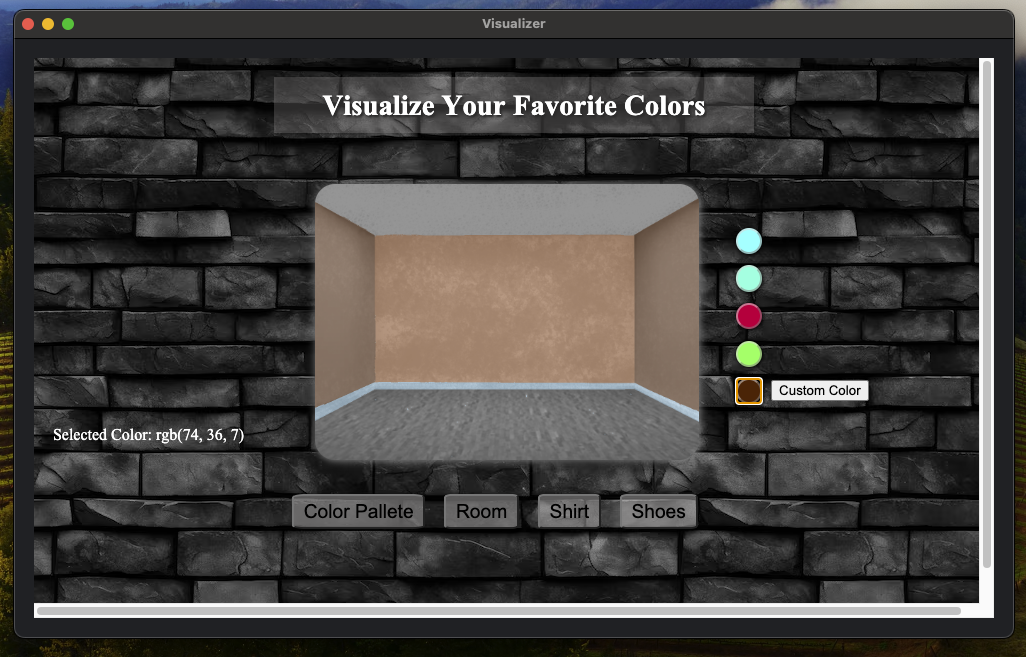 Visualizer
Visualize Your Favorite Colors
Custom Color
Selected Color: rgb(74, 36, 7)
Color Pallete
Room
Shirt
Shoes